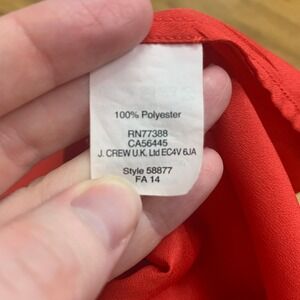 100% Polyester
RN77388
CA56445
J. CREW U.K. Ltd EC4V 6JA
Style 58877
FA 14